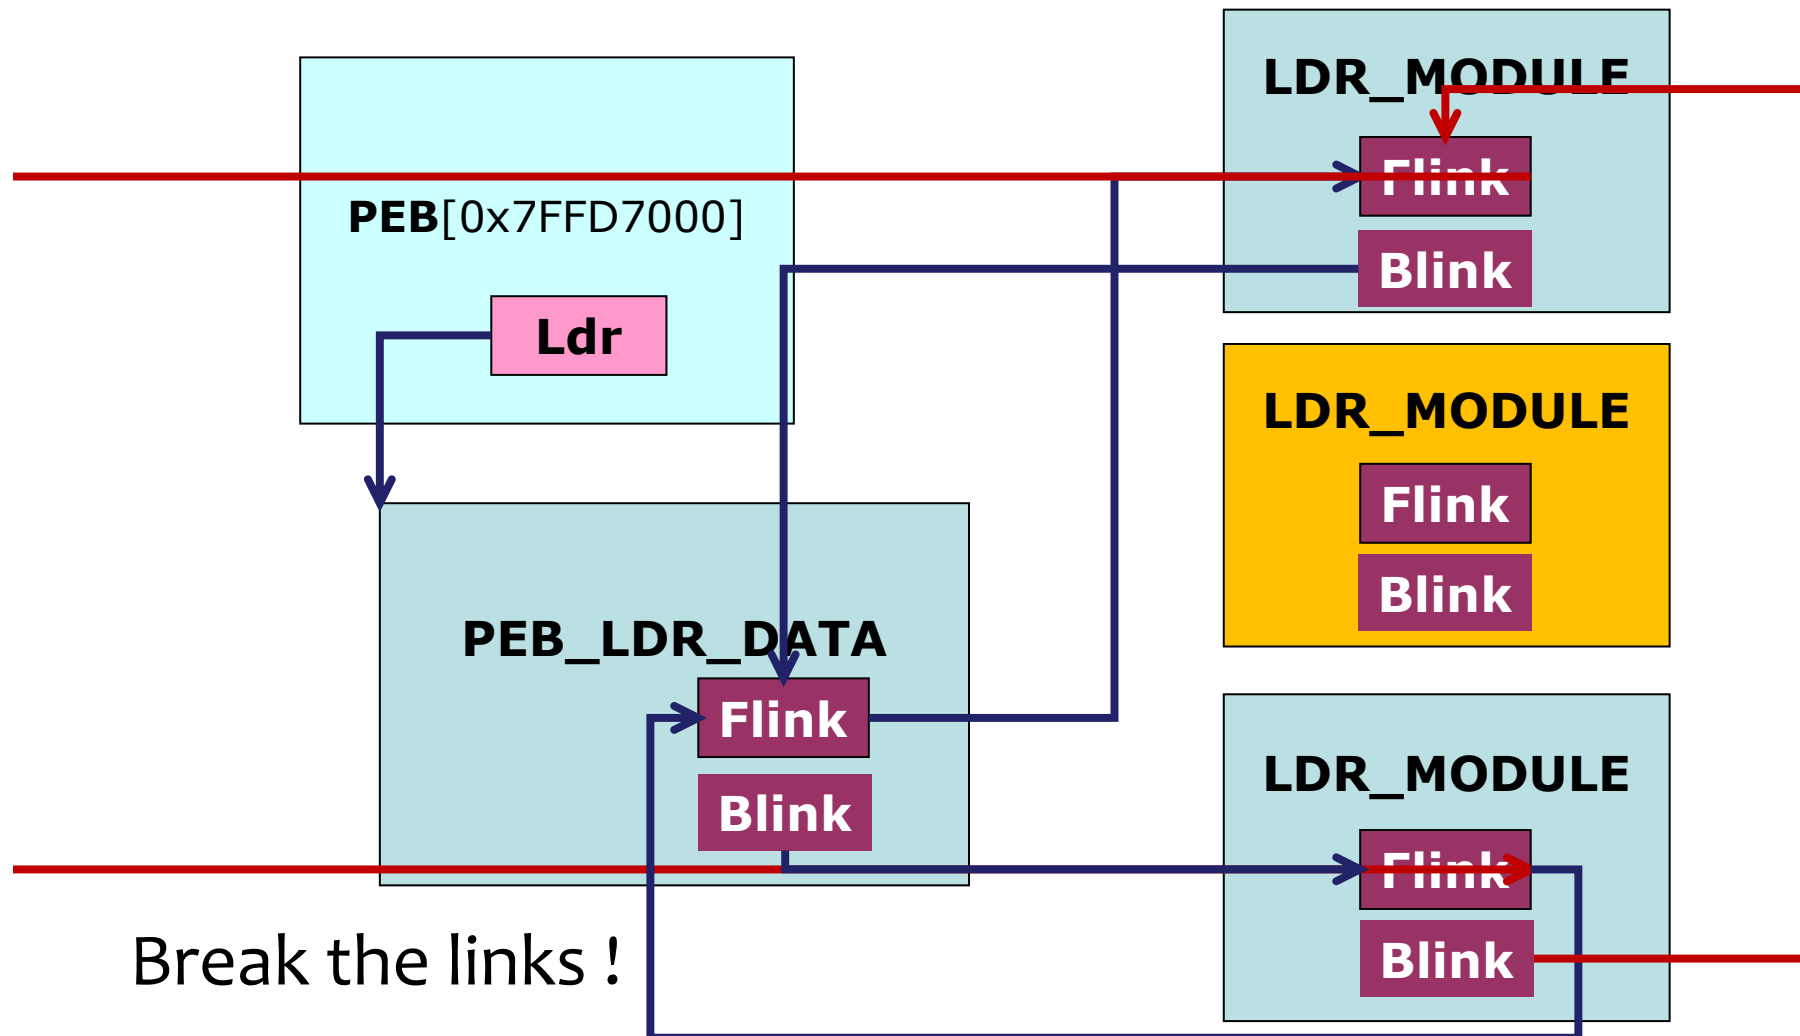 PEB[0x7FFD7000]
Ldr
PEB_LDR_DATA
Flink
Blink
Break the links !
LDR_MODULE
Flink
Blink
LDR_MODULE
Flink
Blink
LDR_MODULE
Flink
Blink